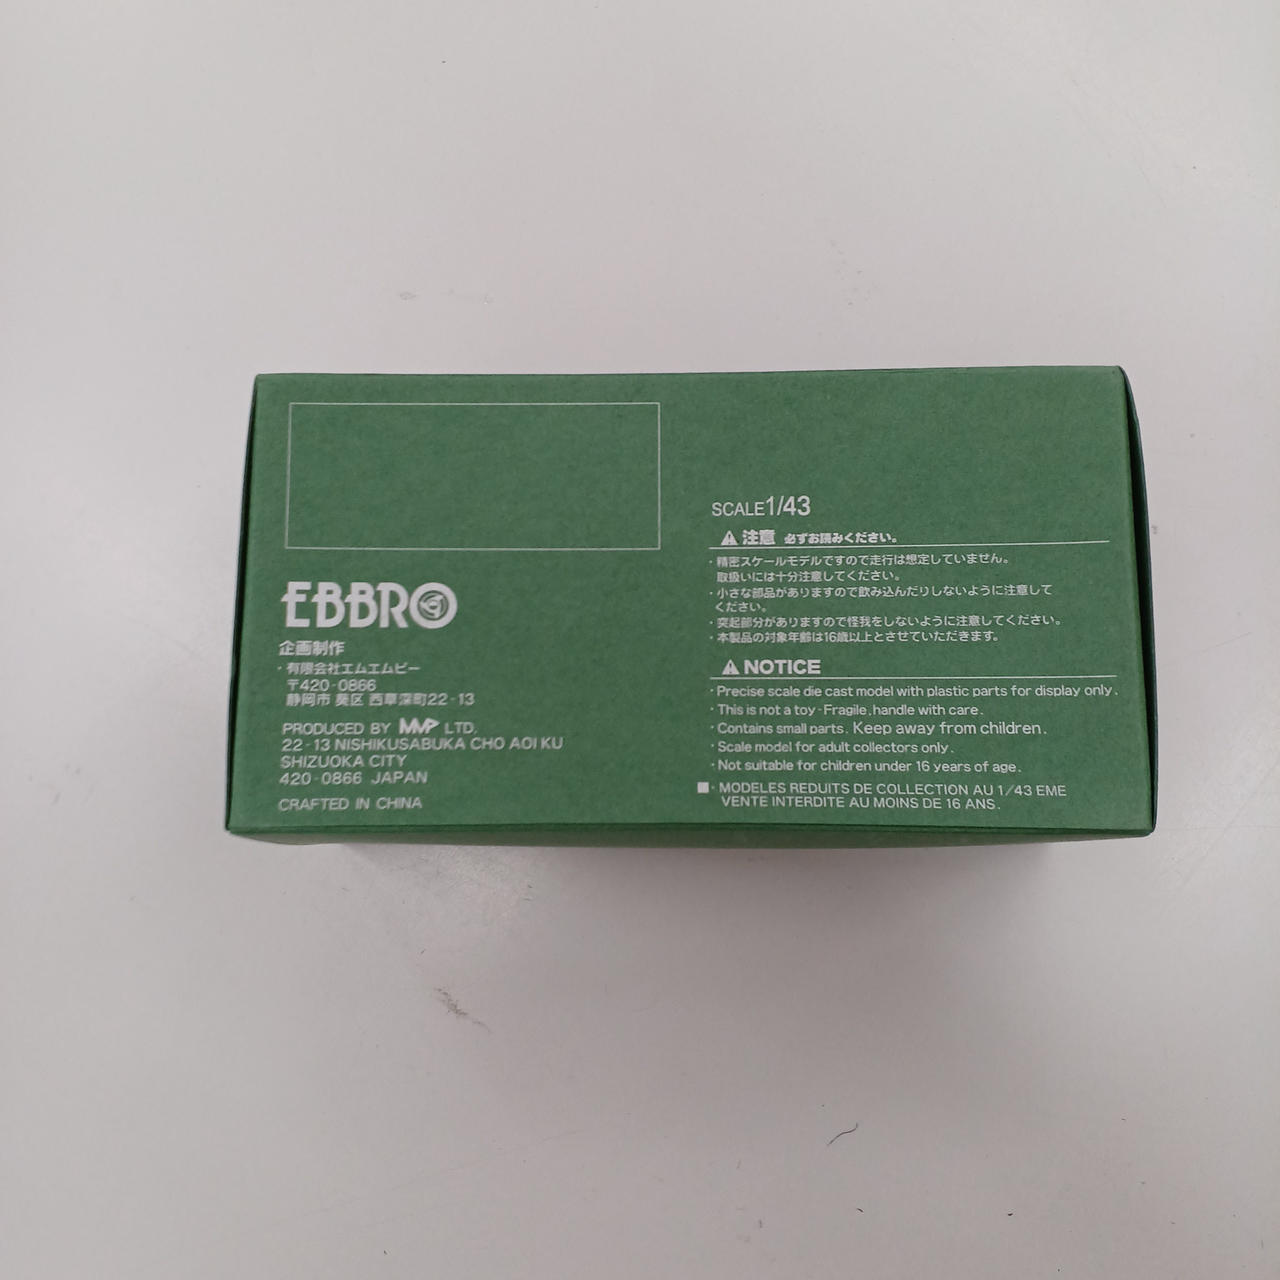 EBBRO
企画制作
・有限会社エムエムピー
〒420-0866
静岡市 葵区 西草深町22-13
PRODUCED BY MMP LTD.
22-13 NISHIKUSABUKA CHO AOI KU
SHIZUOKA CITY
420-0866 JAPAN
CRAFTED IN CHINA
SCALE1/43
注意 必ずお読みください。
・精密スケールモデルですので走行は想定していません。
取扱いには十分注意してください。
・小さな部品がありますので飲み込んだりしないように注意して
ください。
・突起部分がありますので怪我をしないように注意してください。
・本製品の対象年齢は16歳以上とさせていただきます。
NOTICE
・Precise scale die cast model with plastic parts for display only.
・This is not a toy-Fragile,handle with care.
・Contains small parts. Keep away from children.
・Scale model for adult collectors only.
・Not suitable for children under 16 years of age.
■・MODELES REDUITS DE COLLECTION AU 1/43 EME
VENTE INTERDITE AU MOINS DE 16 ANS.